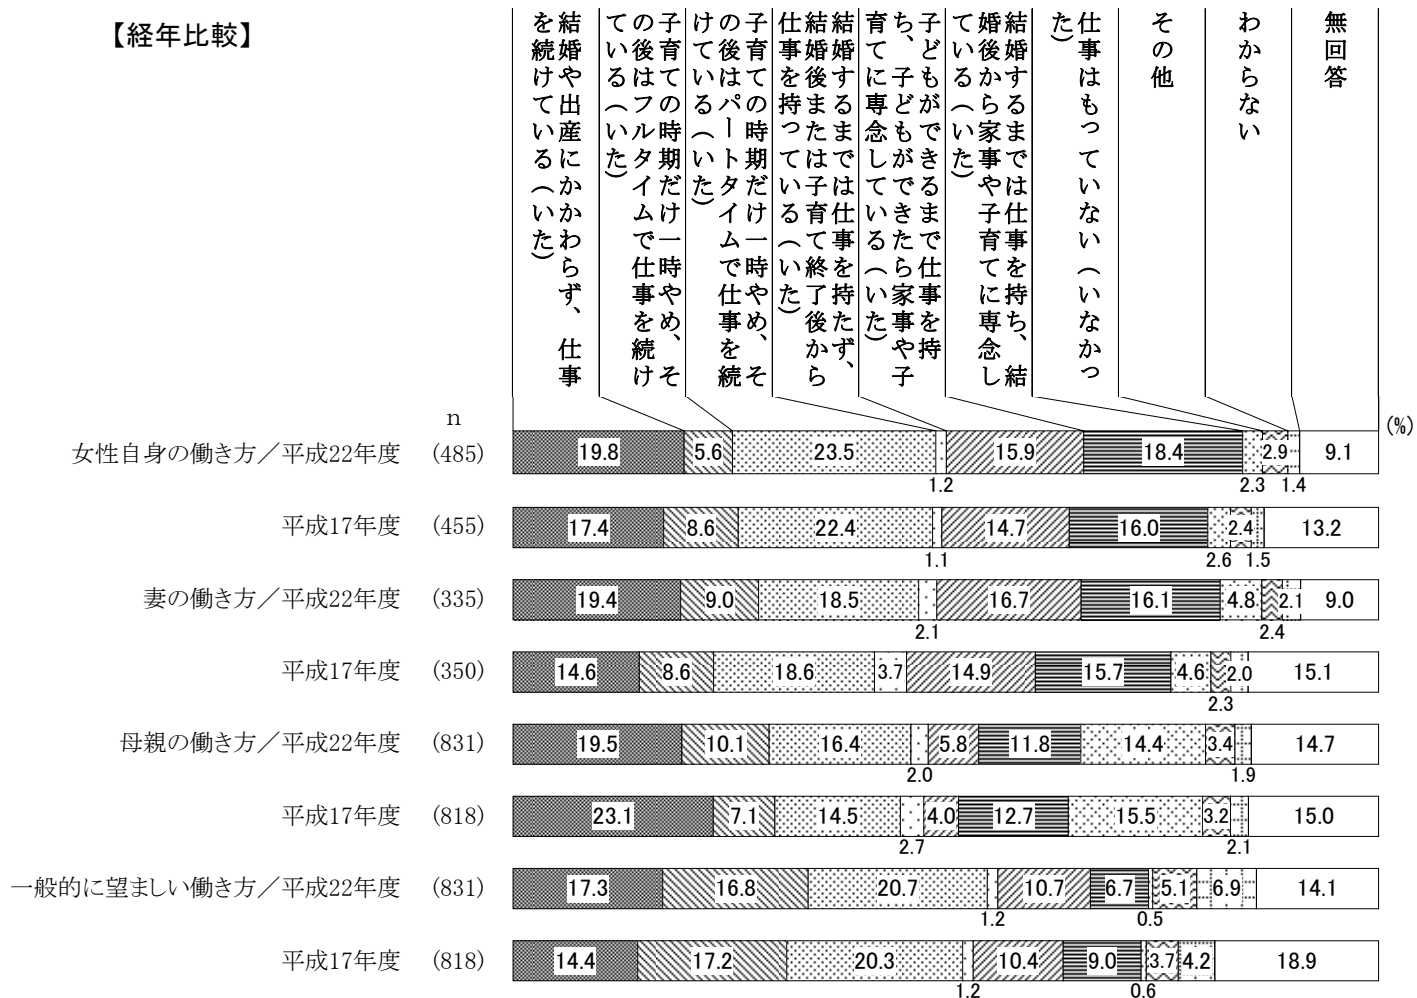 【経年比較】
結婚や出産にかかわらず、仕事
を続けている（いた）
子育ての時期だけ一時やめ、そ
の後はフルタイムで仕事を続け
ている（いた）
子育ての時期だけ一時やめ、そ
の後はパートタイムで仕事を続
けている（いた）
結婚するまでは仕事を持たず、
結婚後または子育て終了後から
仕事を持っている（いた）
子どもができるまで仕事を持
ち、子どもができたら家事や子
育てに専念している（いた）
結婚するまでは仕事を持ち、結
婚後から家事や子育てに専念し
ている（いた）
仕事はもっていない（いなかっ
た）
その他
わからない
無回答
n
(%)
女性自身の働き方／平成22年度 (485) 19.8 5.6 23.5 15.9 18.4 2.9 9.1
1.2 2.3 1.4
平成17年度 (455) 17.4 8.6 22.4 14.7 16.0 2.4 13.2
1.1 2.6 1.5
妻の働き方／平成22年度 (335) 19.4 9.0 18.5 16.7 16.1 4.8 2.1 9.0
2.1 2.4
平成17年度 (350) 14.6 8.6 18.6 3.7 14.9 15.7 4.6 2.0 15.1
2.3
母親の働き方／平成22年度 (831) 19.5 10.1 16.4 5.8 11.8 14.4 3.4 14.7
2.0 1.9
平成17年度 (818) 23.1 7.1 14.5 4.0 12.7 15.5 3.2 15.0
2.7 2.1
一般的に望ましい働き方／平成22年度 (831) 17.3 16.8 20.7 10.7 6.7 5.1 6.9 14.1
1.2 0.5
平成17年度 (818) 14.4 17.2 20.3 10.4 9.0 3.7 4.2 18.9
1.2 0.6